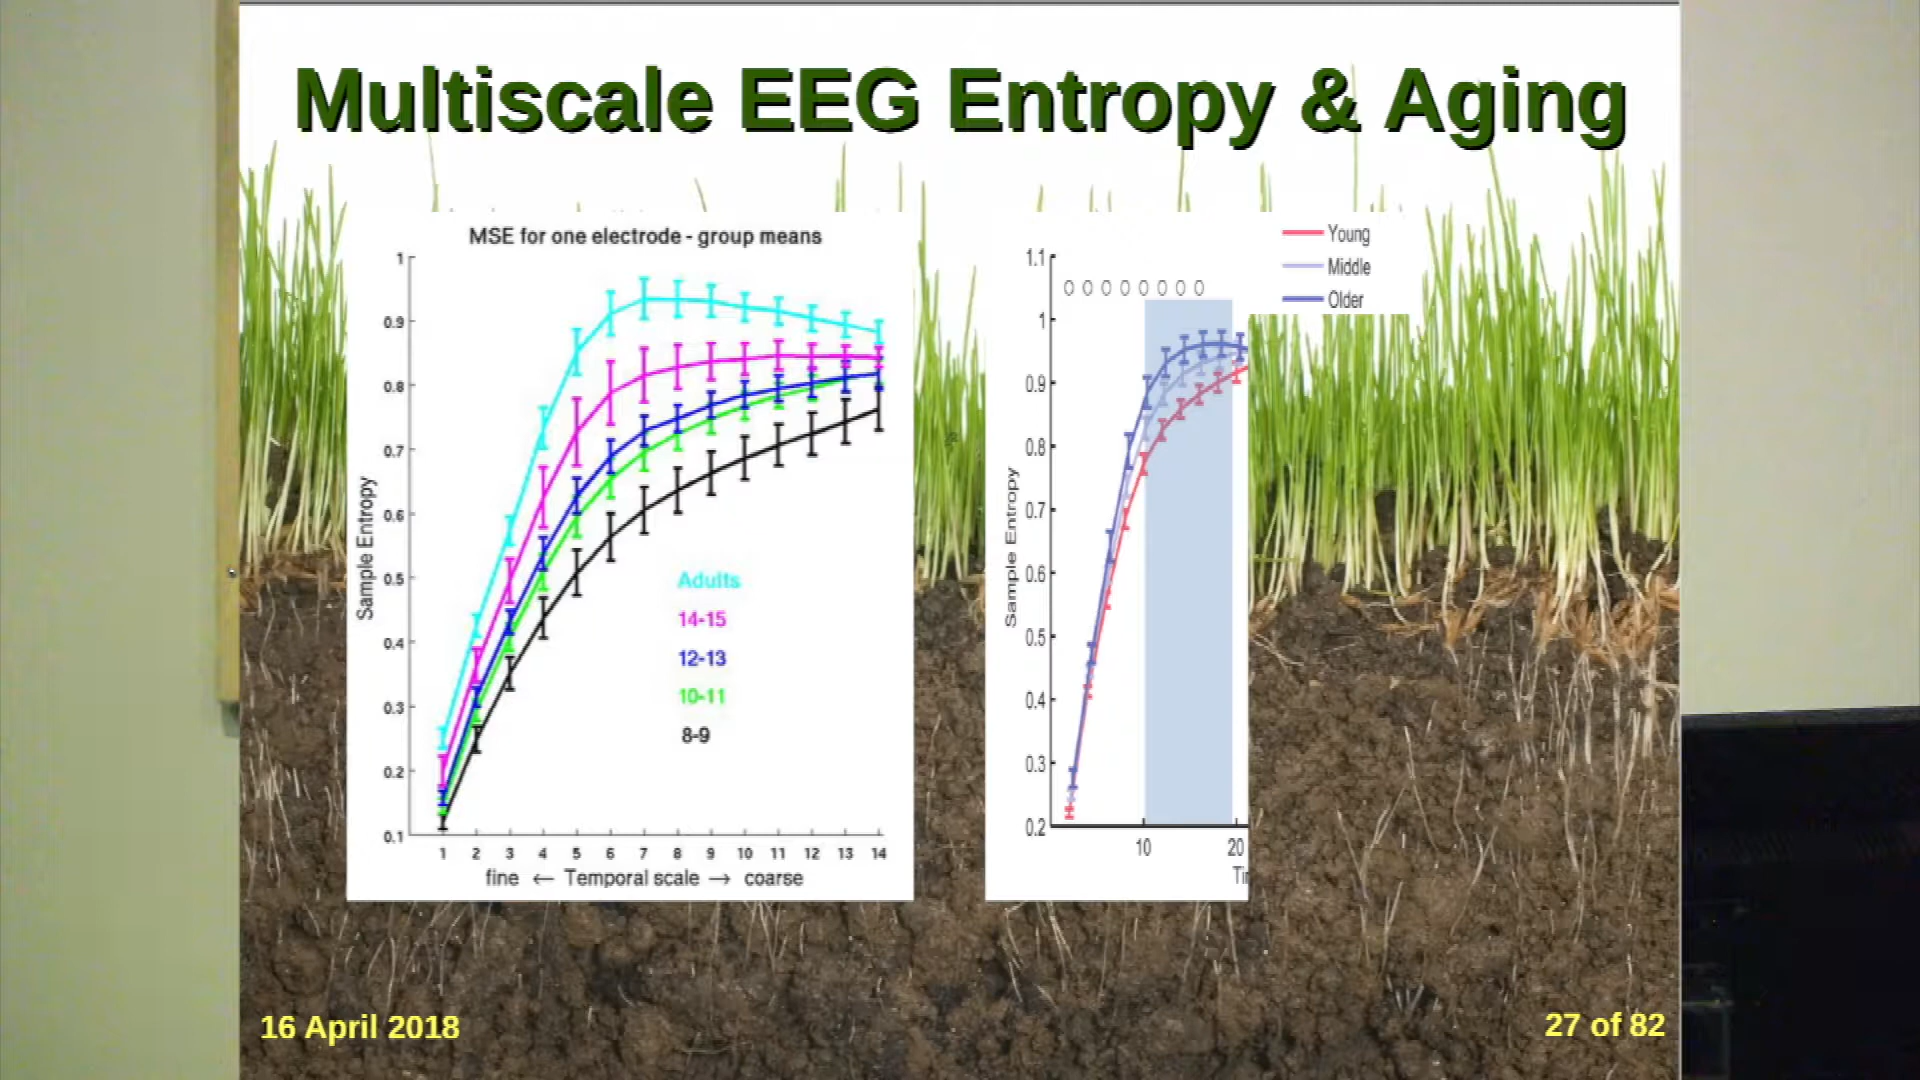 Multiscale EEG Entropy & Aging
MSE for one electrode - group means
Sample Entropy
1
0.9
0.8
0.7
0.6
0.5
0.4
0.3
0.2
0.1
Adults
14-15
12-13
10-11
8-9
1 2 3 4 5 6 7 8 9 10 11 12 13 14
fine ← Temporal scale → coarse
Young
Middle
Older
O O O O O O O O
Sample Entropy
1.1
1
0.9
0.8
0.7
0.6
0.5
0.4
0.3
0.2
10 20
16 April 2018
27 of 82